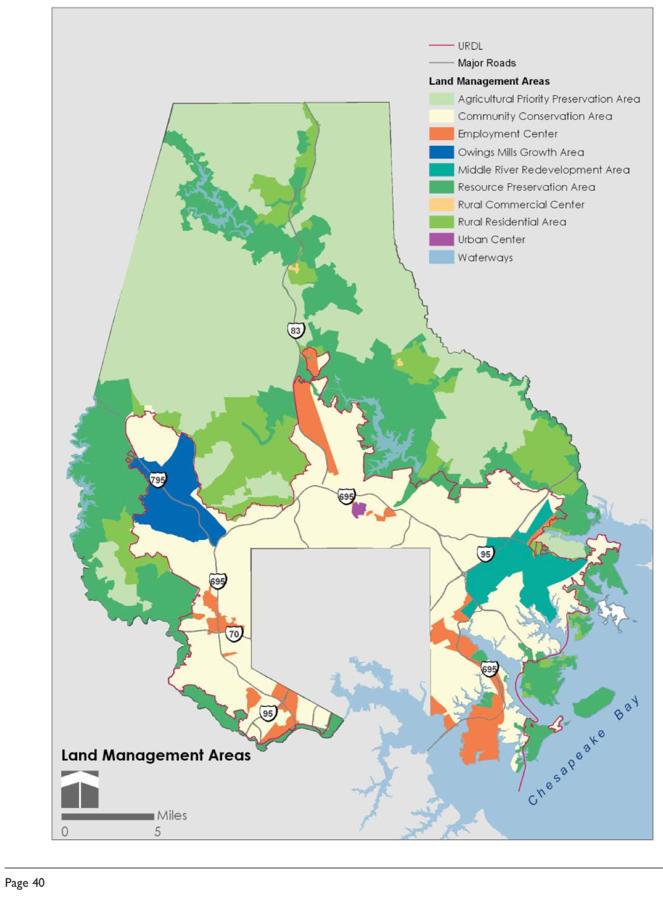 URDL
Major Roads
Land Management Areas
Agricultural Priority Preservation Area
Community Conservation Area
Employment Center
Owings Mills Growth Area
Middle River Redevelopment Area
Resource Preservation Area
Rural Commercial Center
Rural Residential Area
Urban Center
Waterways
83
795
695
95
695
70
695
95
Chesapeake Bay
Land Management Areas
Miles
0 5
Page 40